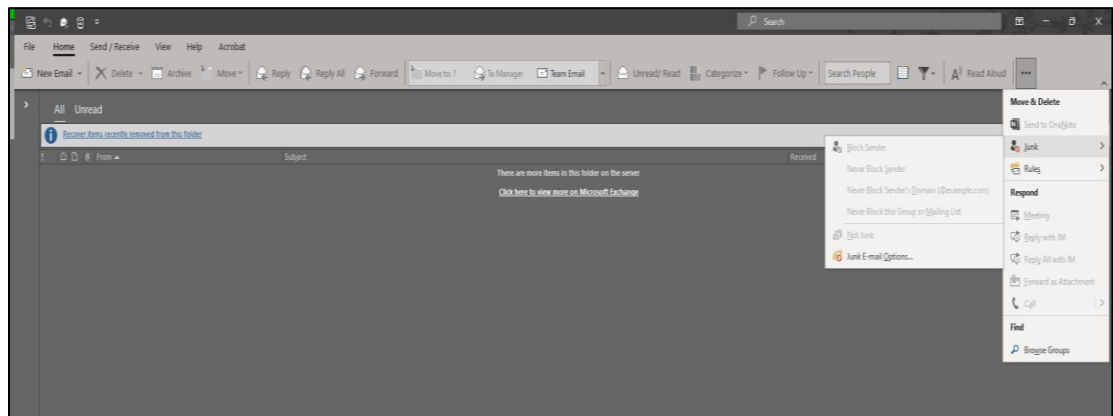 Search
File Home Send / Receive View Help Acrobat
New Email Delete Archive Move Reply Reply All Forward Move to: ? To Manager Team Email Unread/ Read Categorize Follow Up Search People Read Aloud
All Unread
Recover items recently removed from this folder
! From Subject Received
There are more items in this folder on the server
Click here to view more on Microsoft Exchange
Block Sender
Never Block Sender
Never Block Sender's Domain (@example.com)
Never Block this Group or Mailing List
Not Junk
Junk E-mail Options...
Move & Delete
Send to OneNote
Junk
Rules
Respond
Meeting
Reply with IM
Reply All with IM
Forward as Attachment
Call
Find
Browse Groups